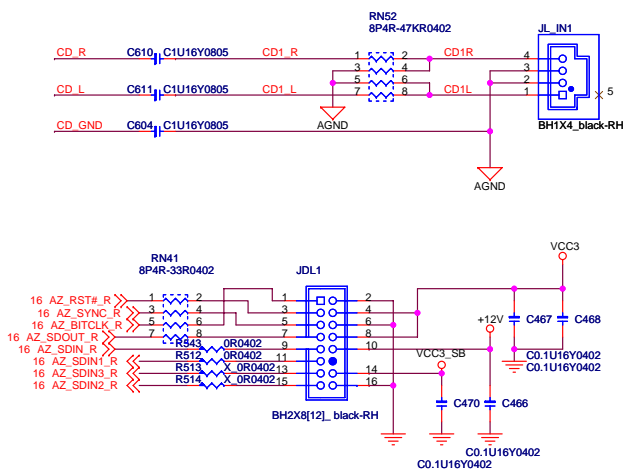 RN52
8P4R-47KR0402
JL_IN1
CD_R C610 C1U16Y0805 CD1_R 1 2 CD1R 4
3 4 3
5 6 2
CD_L C611 C1U16Y0805 CD1_L 7 8 CD1L 1 5
AGND
CD_GND C604 C1U16Y0805
BH1X4_black-RH
AGND
VCC3
RN41
8P4R-33R0402
JDL1
16 AZ_RST#_R 1 2 1 2
16 AZ_SYNC_R 3 4 3 4
16 AZ_BITCLK_R 5 6 5 6
16 AZ_SDOUT_R 7 8 7 8
16 AZ_SDIN_R R543 0R0402 9 10
16 AZ_SDIN1_R R512 0R0402 11
16 AZ_SDIN3_R R513 X_0R0402 13 14
16 AZ_SDIN2_R R514 X_0R0402 15 16
+12V
C467 C468
VCC3_SB
C0.1U16Y0402
C0.1U16Y0402
C470 C466
BH2X8[12]_ black-RH
C0.1U16Y0402
C0.1U16Y0402